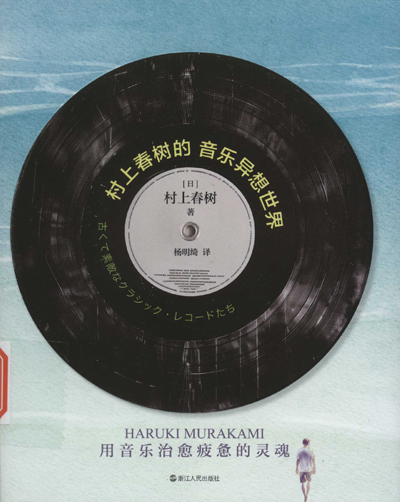 村上春树的 音乐异想世界
[日]
村上春树
著
杨明绮 译
古くて素敵なクラシック・レコードたち
HARUKI MURAKAMI
用音乐治愈疲惫的灵魂
浙江人民出版社